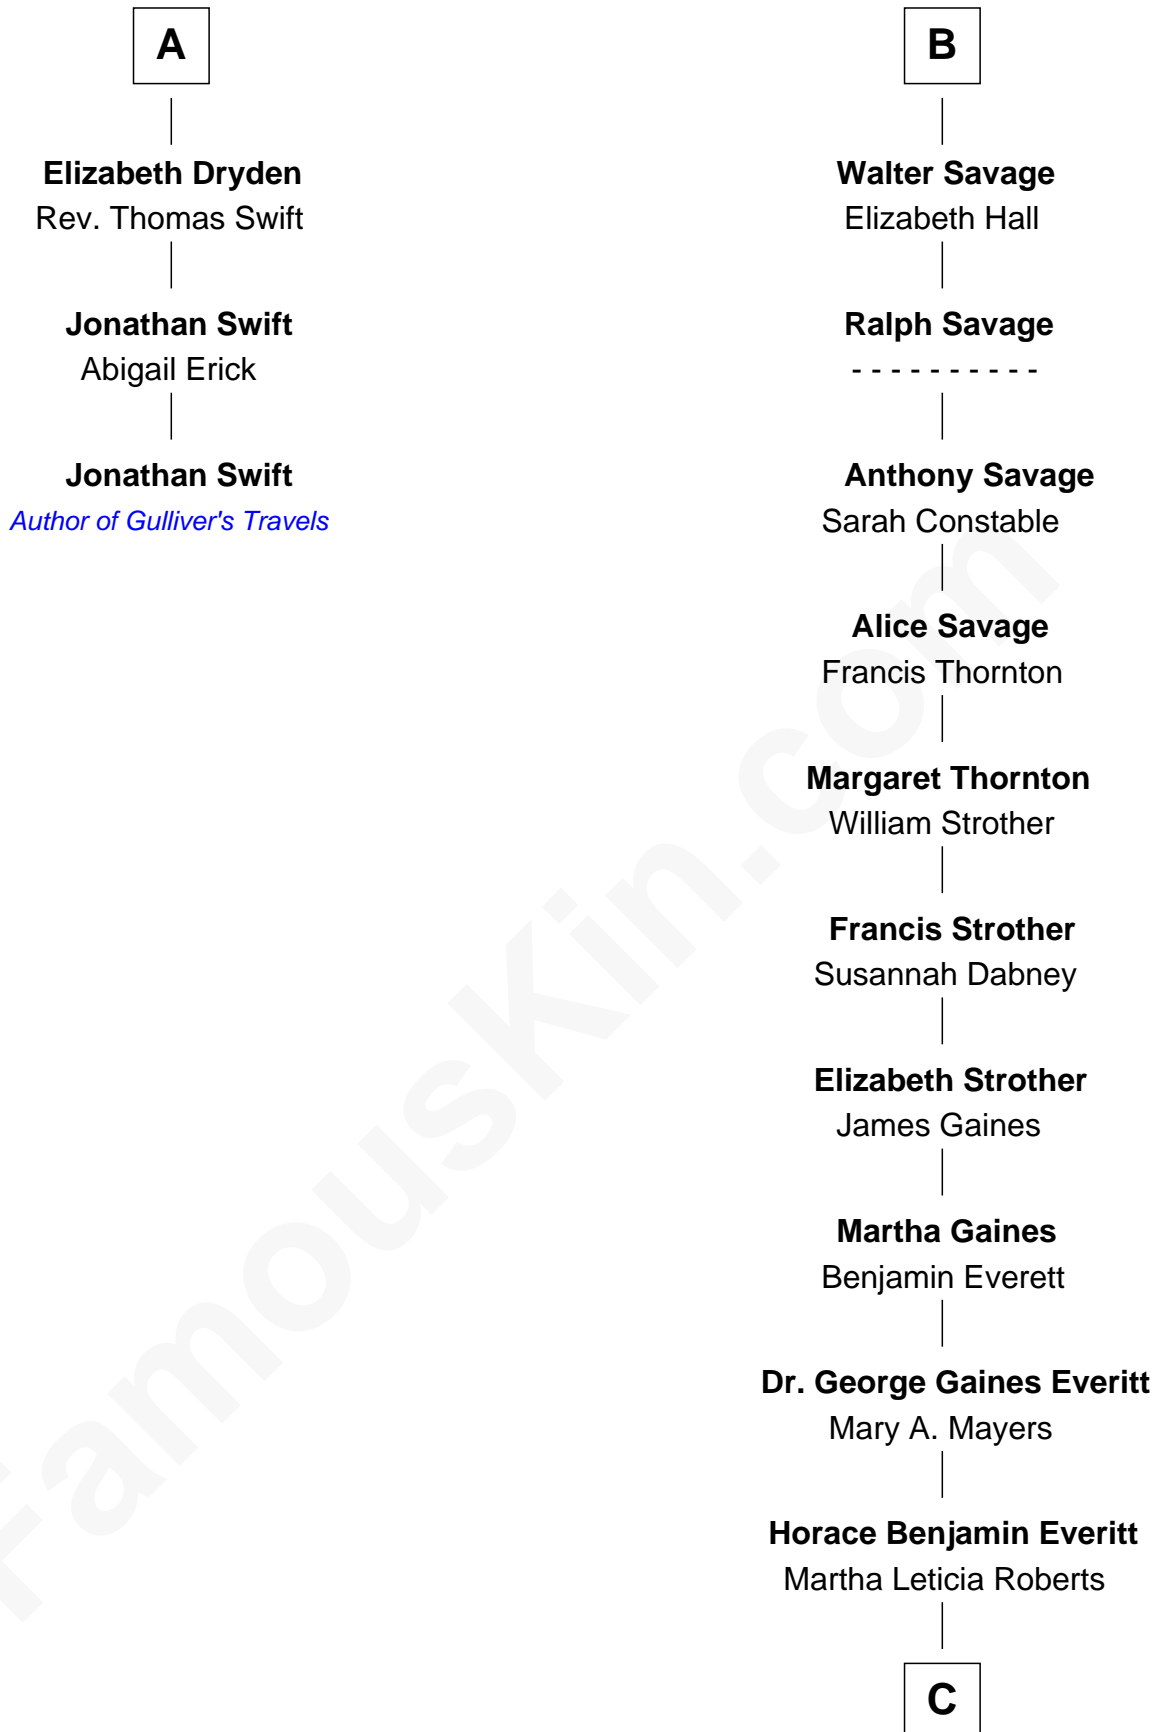 A
Elizabeth Dryden
Rev. Thomas Swift
Jonathan Swift
Abigail Erick
Jonathan Swift
Author of Gulliver's Travels
B
Walter Savage
Elizabeth Hall
Ralph Savage
- - - - - - - - - -
Anthony Savage
Sarah Constable
Alice Savage
Francis Thornton
Margaret Thornton
William Strother
Francis Strother
Susannah Dabney
Elizabeth Strother
James Gaines
Martha Gaines
Benjamin Everett
Dr. George Gaines Everitt
Mary A. Mayers
Horace Benjamin Everitt
Martha Leticia Roberts
C
FamousKin.com